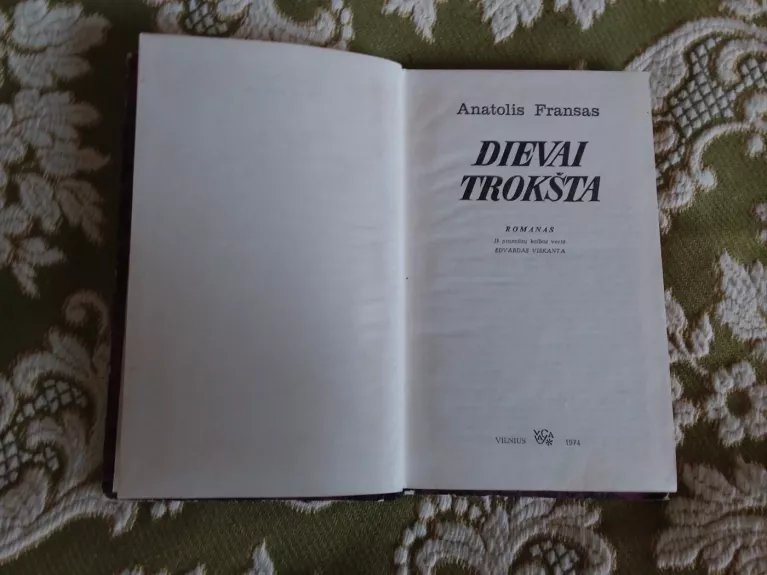 Anatolis Fransas
DIEVAI
TROKŠTA
ROMANAS
Iš prancūzų kalbos vertė
EDVARDAS VISKANTA
VILNIUS
1974